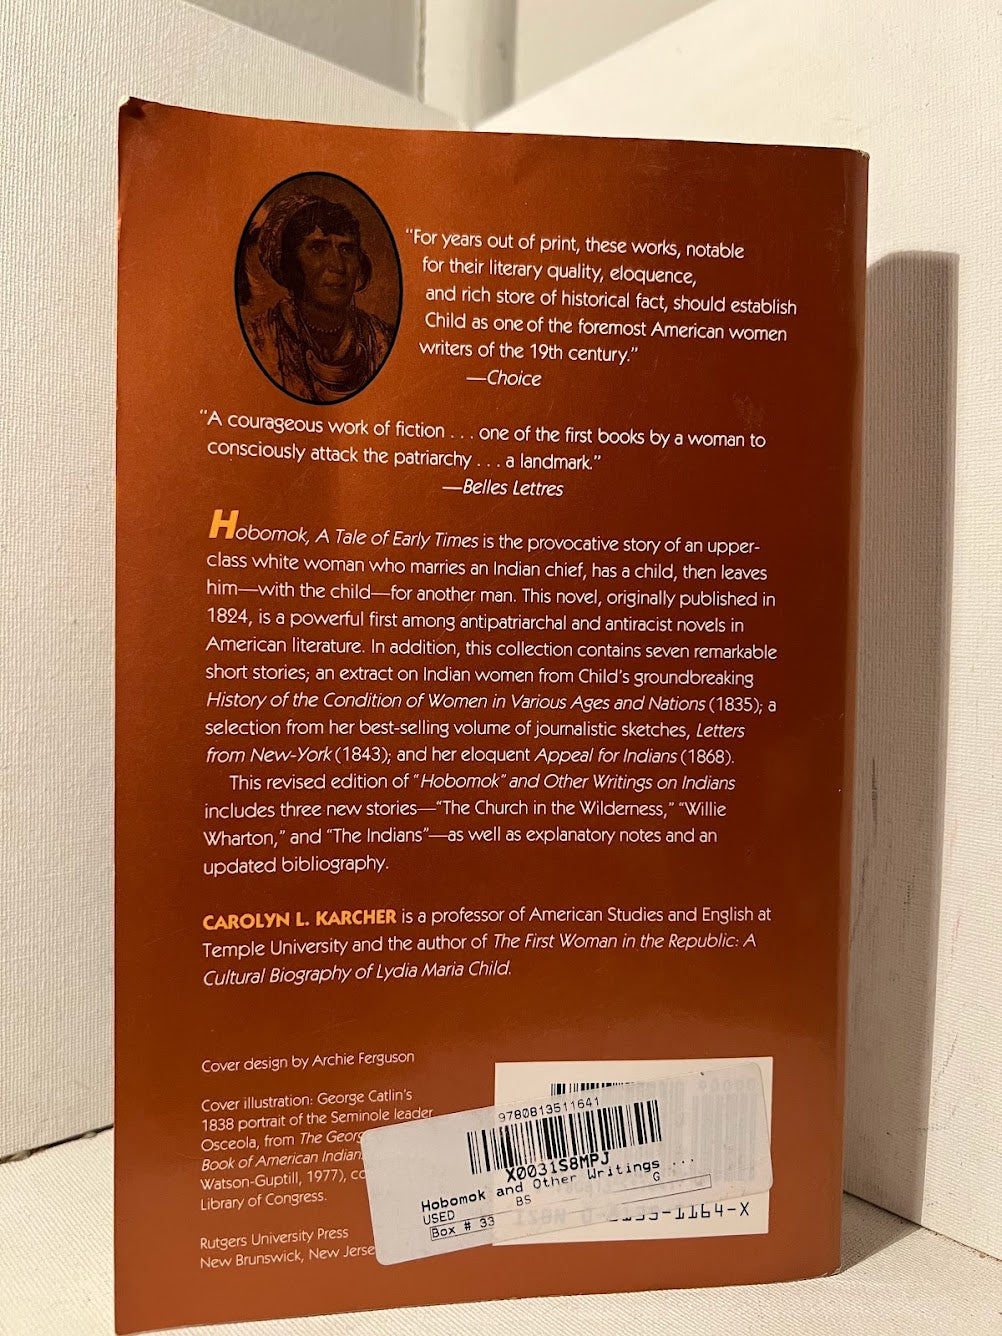 “For years out of print, these works, notable
for their literary quality, eloquence,
and rich store of historical fact, should establish
Child as one of the foremost American women
writers of the 19th century.”
—Choice
“A courageous work of fiction . . . one of the first books by a woman to
consciously attack the patriarchy . . . a landmark.”
—Belles Lettres
Hobomok, A Tale of Early Times is the provocative story of an upper-
class white woman who marries an Indian chief, has a child, then leaves
him—with the child—for another man. This novel, originally published in
1824, is a powerful first among antipatriarchal and antiracist novels in
American literature. In addition, this collection contains seven remarkable
short stories; an extract on Indian women from Child’s groundbreaking
History of the Condition of Women in Various Ages and Nations (1835); a
selection from her best-selling volume of journalistic sketches, Letters
from New-York (1843); and her eloquent Appeal for Indians (1868).
This revised edition of “Hobomok” and Other Writings on Indians
includes three new stories—“The Church in the Wilderness,” “Willie
Wharton,” and “The Indians”—as well as explanatory notes and an
updated bibliography.
CAROLYN L. KARCHER is a professor of American Studies and English at
Temple University and the author of The First Woman in the Republic: A
Cultural Biography of Lydia Maria Child.
Cover design by Archie Ferguson
Cover illustration: George Catlin’s
1838 portrait of the Seminole leader
Osceola, from The Georg
Book of American Indian
Watson-Guptill, 1977), co
Library of Congress.
Rutgers University Press
New Brunswick, New Jerse
9780813511641
X0031S8MPJ
Hobomok and Other Writings ...
USED BS G
Box # 33
-1164-X